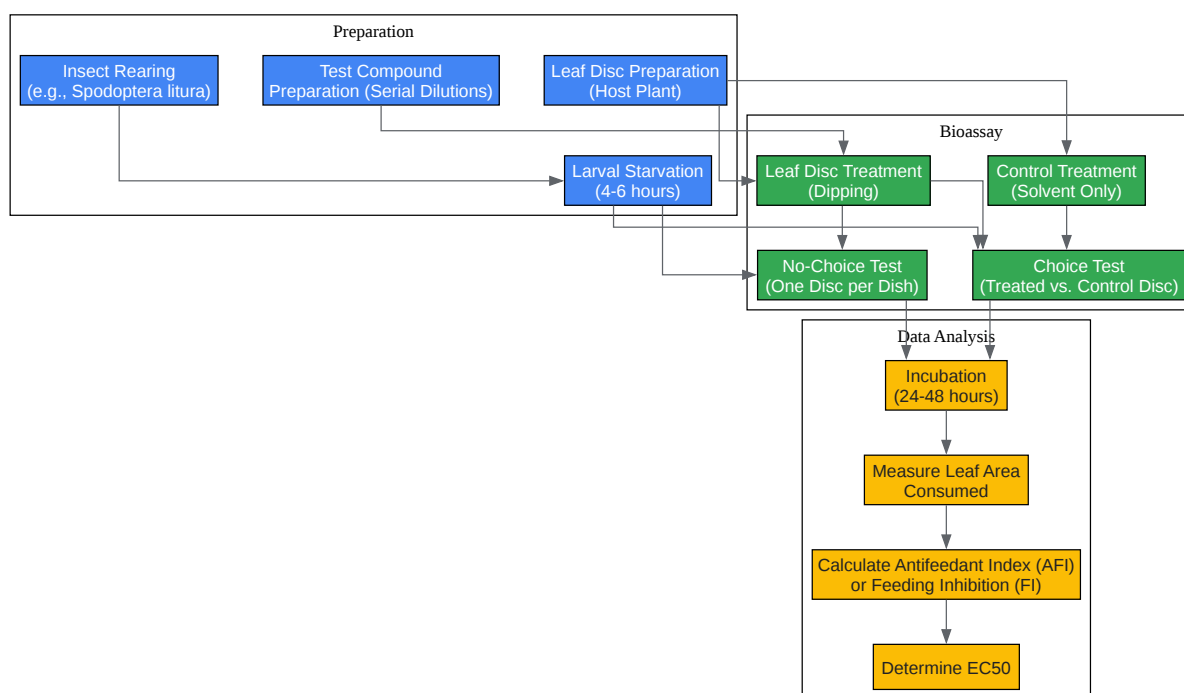 Preparation
Insect Rearing
(e.g., Spodoptera litura)
Test Compound
Preparation (Serial Dilutions)
Leaf Disc Preparation
(Host Plant)
Larval Starvation
(4-6 hours)
Bioassay
Leaf Disc Treatment
(Dipping)
Control Treatment
(Solvent Only)
No-Choice Test
(One Disc per Dish)
Choice Test
(Treated vs. Control Disc)
Data Analysis
Incubation
(24-48 hours)
Measure Leaf Area
Consumed
Calculate Antifeedant Index (AFI)
or Feeding Inhibition (FI)
Determine EC50